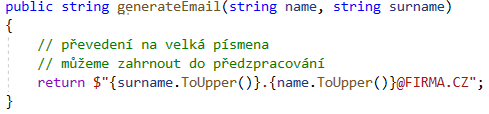 public string generateEmail(string name, string surname)
{
// převedení na velká písmena
// můžeme zahrnout do předzpracování
return $"{surname.ToUpper()}.{name.ToUpper()}@FIRMA.CZ";
}